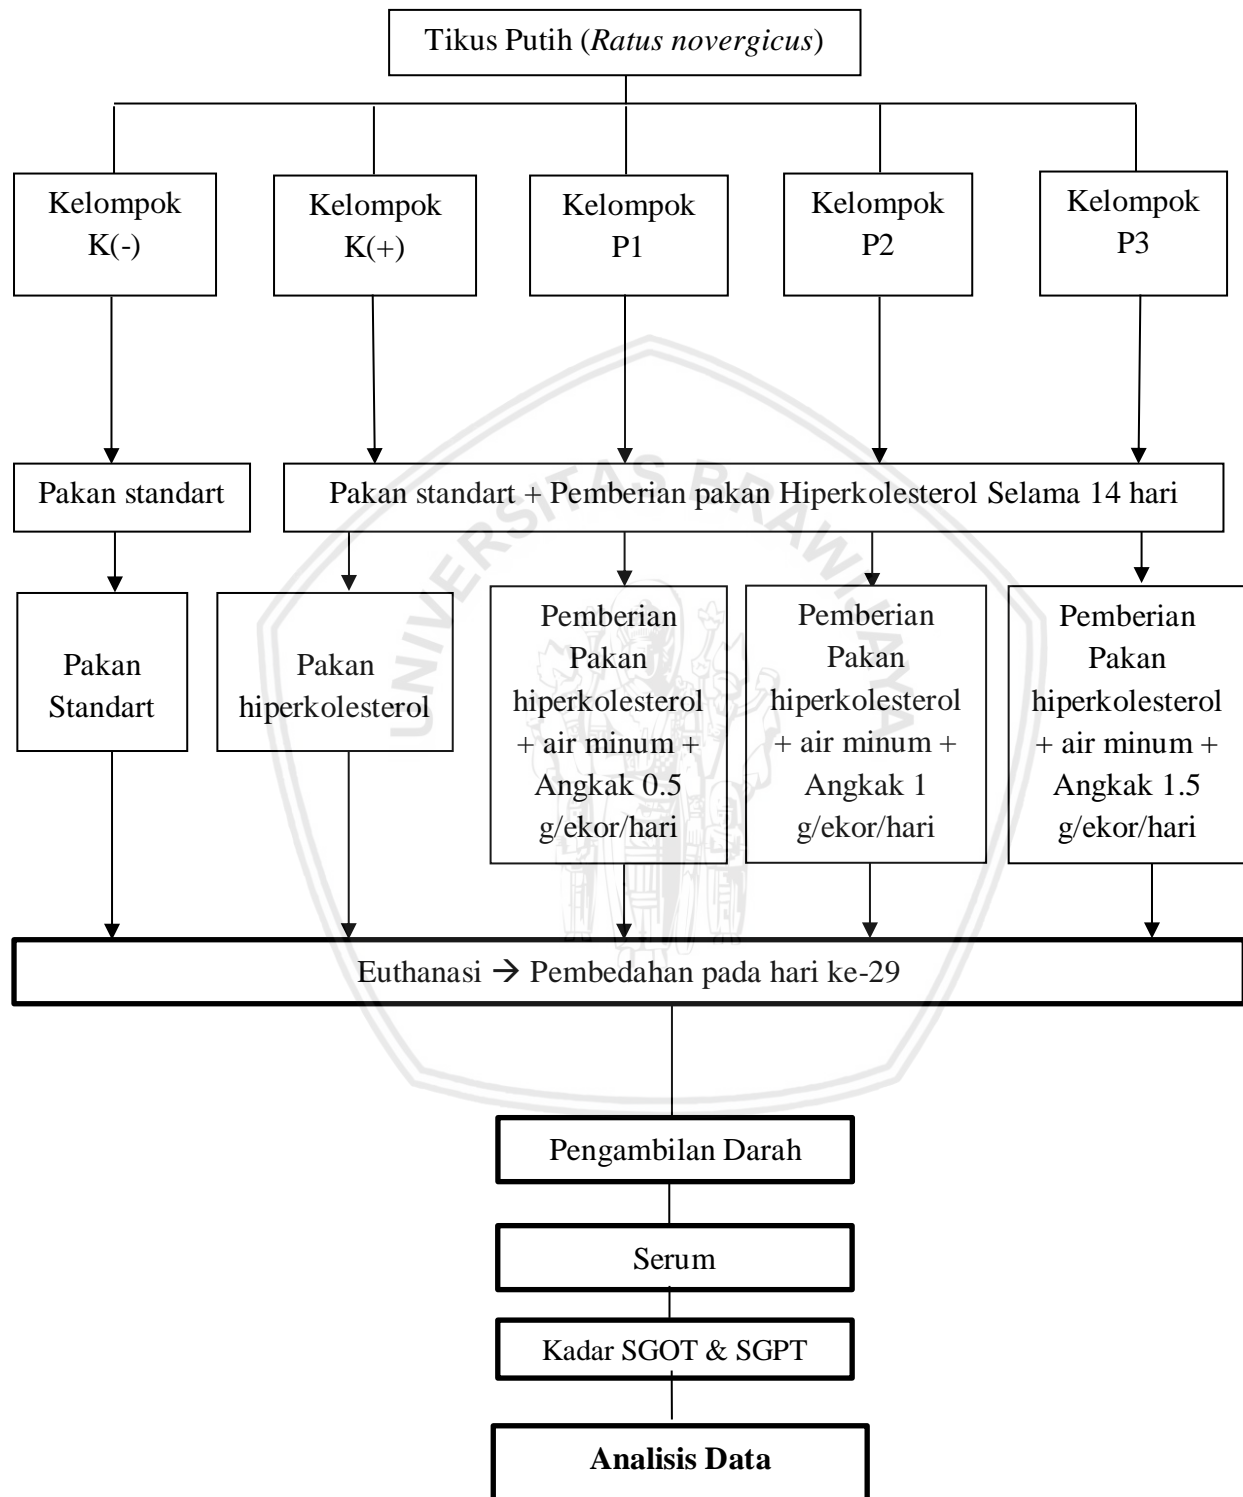 Tikus Putih (Ratus novergicus)
Kelompok
K(-)
Kelompok
K(+)
Kelompok
P1
Kelompok
P2
Kelompok
P3
Pakan standart
Pakan standart + Pemberian pakan Hiperkolesterol Selama 14 hari
Pakan
Standart
Pakan
hiperkolesterol
Pemberian
Pakan
hiperkolesterol
+ air minum +
Angkak 0.5
g/ekor/hari
Pemberian
Pakan
hiperkolesterol
+ air minum +
Angkak 1
g/ekor/hari
Pemberian
Pakan
hiperkolesterol
+ air minum +
Angkak 1.5
g/ekor/hari
UNIVERSITAS BRAWIJAYA
Euthanasi → Pembedahan pada hari ke-29
Pengambilan Darah
Serum
Kadar SGOT & SGPT
Analisis Data